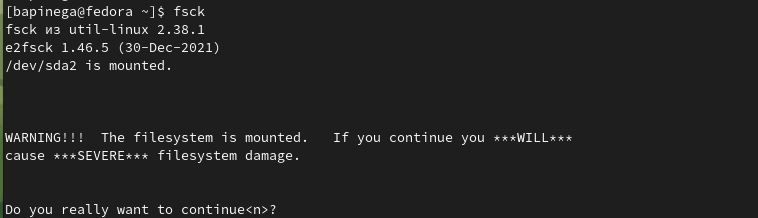 [bapinega@fedora ~]$ fsck
fsck из util-linux 2.38.1
e2fsck 1.46.5 (30-Dec-2021)
/dev/sda2 is mounted.
WARNING!!!  The filesystem is mounted.   If you continue you ***WILL***
cause ***SEVERE*** filesystem damage.
Do you really want to continue<n>?